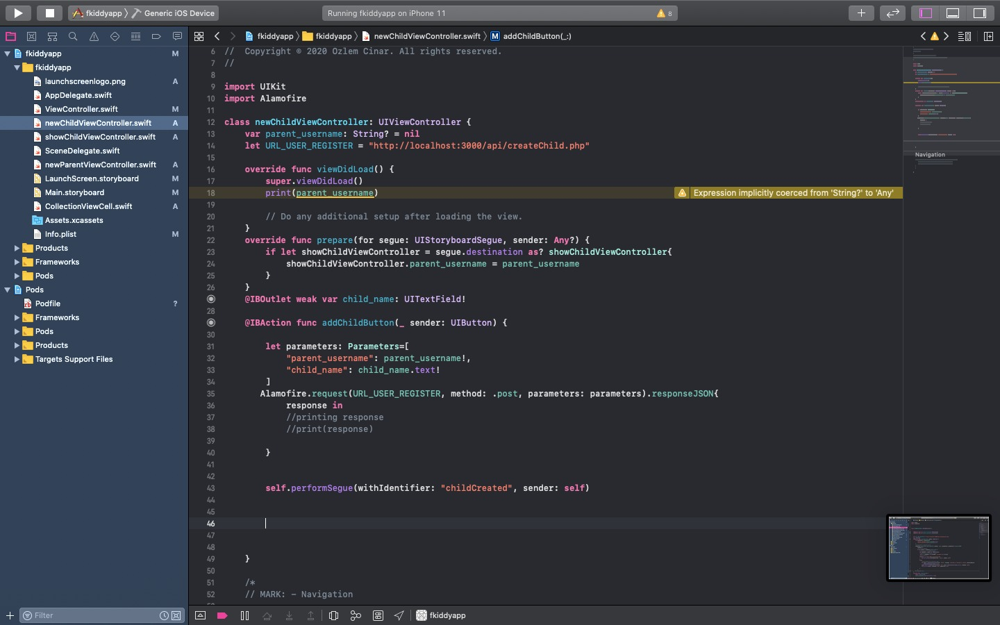 fkiddyapp
Generic iOS Device
Running fkiddyapp on iPhone 11
8
fkiddyapp
M
fkiddyapp
launchscreenlogo.png
A
AppDelegate.swift
ViewController.swift
M
newChildViewController.swift
A
showChildViewController.swift
A
SceneDelegate.swift
newParentViewController.swift
A
LaunchScreen.storyboard
M
Main.storyboard
M
CollectionViewCell.swift
A
Assets.xcassets
Info.plist
M
Products
Frameworks
Pods
Pods
Podfile
?
Frameworks
Pods
Products
Targets Support Files
Filter
fkiddyapp
fkiddyapp
newChildViewController.swift
M
addChildButton(_:)
6 //  Copyright © 2020 Ozlem Cinar. All rights reserved.
7 //
8
9 import UIKit
10 import Alamofire
11
12 class newChildViewController: UIViewController {
13     var parent_username: String? = nil
14     let URL_USER_REGISTER = "http://localhost:3000/api/createChild.php"
15
16     override func viewDidLoad() {
17         super.viewDidLoad()
18         print(parent_username)
Expression implicitly coerced from 'String?' to 'Any'
19
20         // Do any additional setup after loading the view.
21     }
22     override func prepare(for segue: UIStoryboardSegue, sender: Any?) {
23         if let showChildViewController = segue.destination as? showChildViewController{
24             showChildViewController.parent_username = parent_username
25         }
26     }
@IBOutlet weak var child_name: UITextField!
28
@IBAction func addChildButton(_ sender: UIButton) {
30
31         let parameters: Parameters=[
32             "parent_username": parent_username!,
33             "child_name": child_name.text!
34         ]
35        Alamofire.request(URL_USER_REGISTER, method: .post, parameters: parameters).responseJSON{
36             response in
37             //printing response
38             //print(response)
39
40         }
41
42
43         self.performSegue(withIdentifier: "childCreated", sender: self)
44
45
46
47
48
49     }
50
51     /*
52     // MARK: - Navigation
Navigation
fkiddyapp